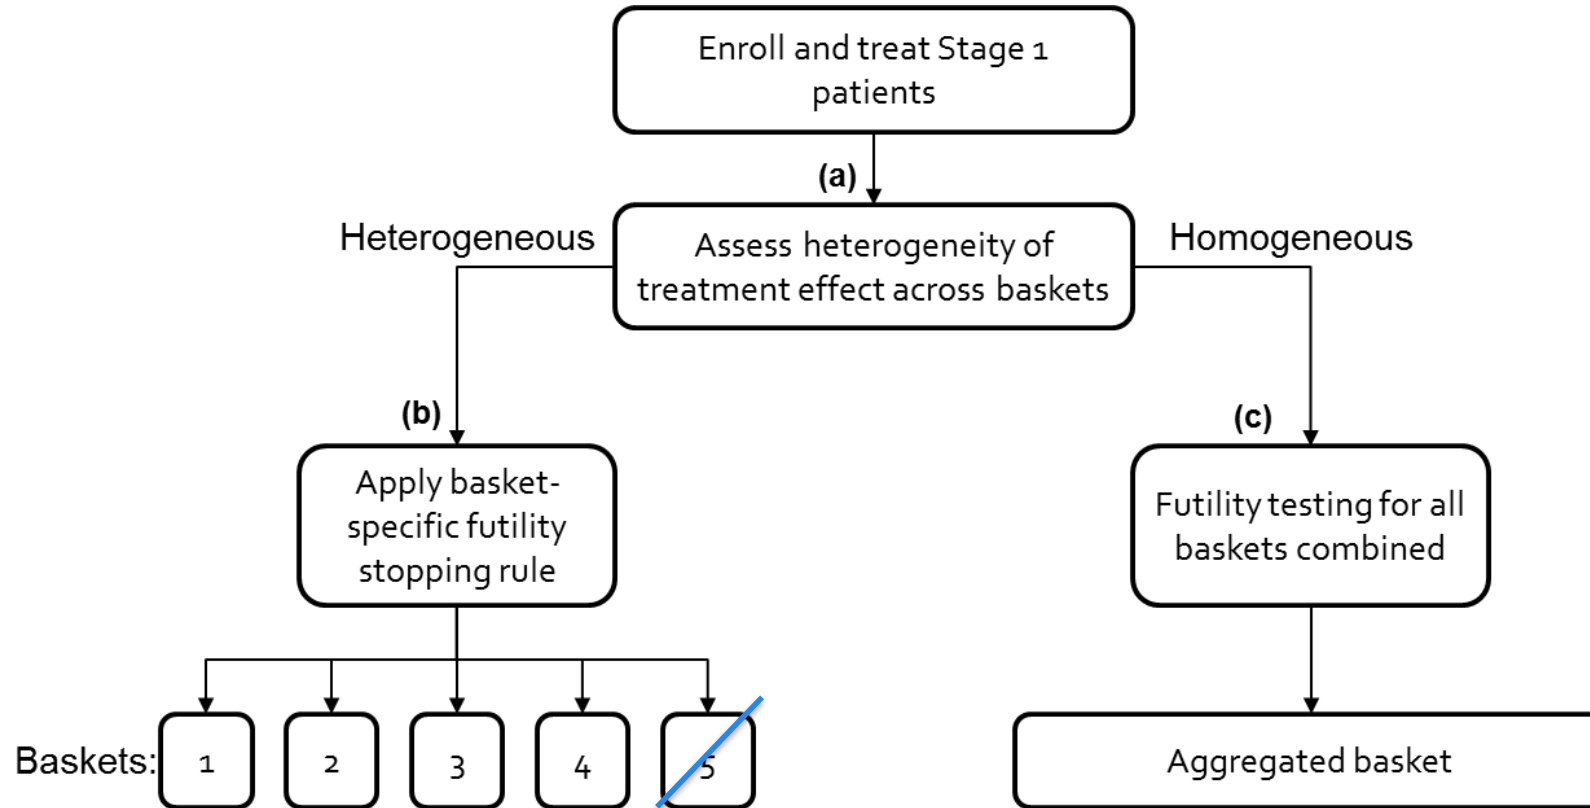 Enroll and treat Stage 1
patients
(a)
Heterogeneous
Assess heterogeneity of
treatment effect across baskets
Homogeneous
(b)
(c)
Apply basket-
specific futility
stopping rule
Futility testing for all
baskets combined
Baskets:
1
2
3
4
5
Aggregated basket